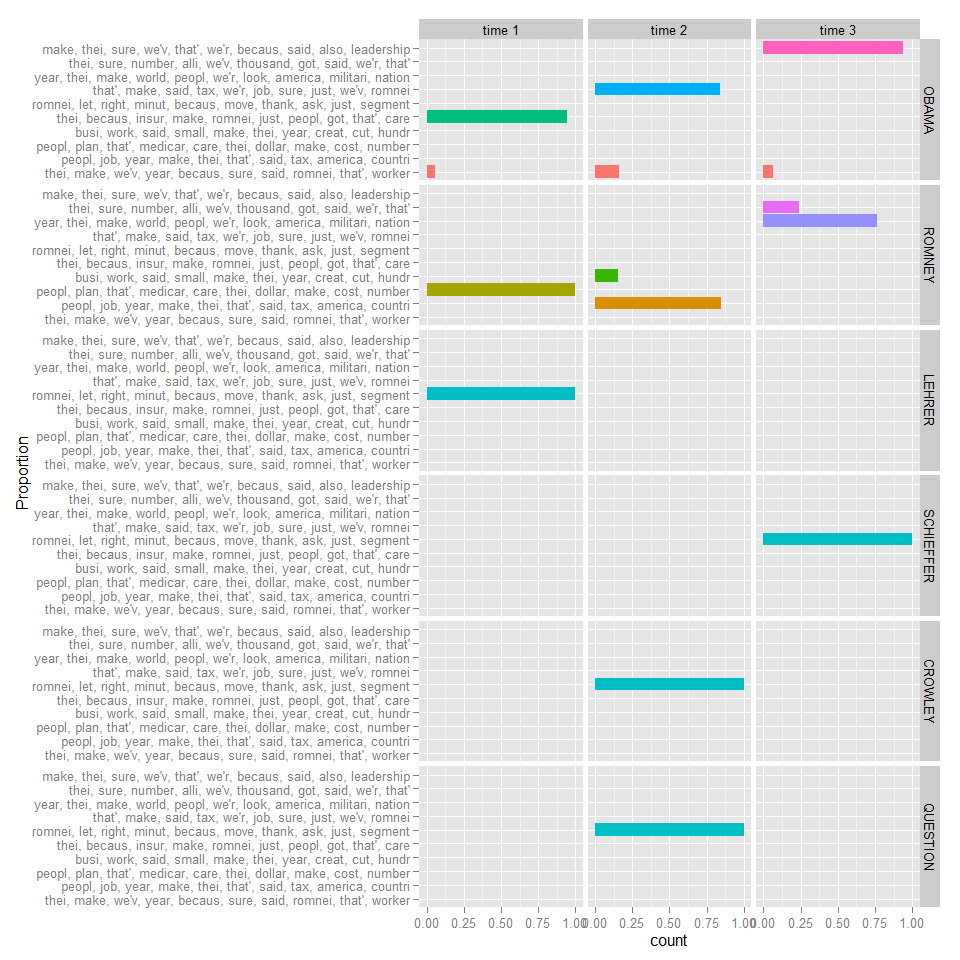 time 1 time 2 time 3
make, thei, sure, we'v, that', we'r, becaus, said, also, leadership
thei, sure, number, alli, we'v, thousand, got, said, we'r, that'
year, thei, make, world, peopl, we'r, look, america, militari, nation
that', make, said, tax, we'r, job, sure, just, we'v, romnei
romnei, let, right, minut, becaus, move, thank, ask, just, segment
thei, becaus, insur, make, romnei, just, peopl, got, that', care
busi, work, said, small, make, thei, year, creat, cut, hundr
peopl, plan, that', medicar, care, thei, dollar, make, cost, number
peopl, job, year, make, thei, that', said, tax, america, countri
thei, make, we'v, year, becaus, sure, said, romnei, that', worker
OBAMA
make, thei, sure, we'v, that', we'r, becaus, said, also, leadership
thei, sure, number, alli, we'v, thousand, got, said, we'r, that'
year, thei, make, world, peopl, we'r, look, america, militari, nation
that', make, said, tax, we'r, job, sure, just, we'v, romnei
romnei, let, right, minut, becaus, move, thank, ask, just, segment
thei, becaus, insur, make, romnei, just, peopl, got, that', care
busi, work, said, small, make, thei, year, creat, cut, hundr
peopl, plan, that', medicar, care, thei, dollar, make, cost, number
peopl, job, year, make, thei, that', said, tax, america, countri
thei, make, we'v, year, becaus, sure, said, romnei, that', worker
ROMNEY
make, thei, sure, we'v, that', we'r, becaus, said, also, leadership
thei, sure, number, alli, we'v, thousand, got, said, we'r, that'
year, thei, make, world, peopl, we'r, look, america, militari, nation
that', make, said, tax, we'r, job, sure, just, we'v, romnei
romnei, let, right, minut, becaus, move, thank, ask, just, segment
thei, becaus, insur, make, romnei, just, peopl, got, that', care
busi, work, said, small, make, thei, year, creat, cut, hundr
peopl, plan, that', medicar, care, thei, dollar, make, cost, number
peopl, job, year, make, thei, that', said, tax, america, countri
thei, make, we'v, year, becaus, sure, said, romnei, that', worker
LEHRER
Proportion
make, thei, sure, we'v, that', we'r, becaus, said, also, leadership
thei, sure, number, alli, we'v, thousand, got, said, we'r, that'
year, thei, make, world, peopl, we'r, look, america, militari, nation
that', make, said, tax, we'r, job, sure, just, we'v, romnei
romnei, let, right, minut, becaus, move, thank, ask, just, segment
thei, becaus, insur, make, romnei, just, peopl, got, that', care
busi, work, said, small, make, thei, year, creat, cut, hundr
peopl, plan, that', medicar, care, thei, dollar, make, cost, number
peopl, job, year, make, thei, that', said, tax, america, countri
thei, make, we'v, year, becaus, sure, said, romnei, that', worker
SCHIEFFER
make, thei, sure, we'v, that', we'r, becaus, said, also, leadership
thei, sure, number, alli, we'v, thousand, got, said, we'r, that'
year, thei, make, world, peopl, we'r, look, america, militari, nation
that', make, said, tax, we'r, job, sure, just, we'v, romnei
romnei, let, right, minut, becaus, move, thank, ask, just, segment
thei, becaus, insur, make, romnei, just, peopl, got, that', care
busi, work, said, small, make, thei, year, creat, cut, hundr
peopl, plan, that', medicar, care, thei, dollar, make, cost, number
peopl, job, year, make, thei, that', said, tax, america, countri
thei, make, we'v, year, becaus, sure, said, romnei, that', worker
CROWLEY
make, thei, sure, we'v, that', we'r, becaus, said, also, leadership
thei, sure, number, alli, we'v, thousand, got, said, we'r, that'
year, thei, make, world, peopl, we'r, look, america, militari, nation
that', make, said, tax, we'r, job, sure, just, we'v, romnei
romnei, let, right, minut, becaus, move, thank, ask, just, segment
thei, becaus, insur, make, romnei, just, peopl, got, that', care
busi, work, said, small, make, thei, year, creat, cut, hundr
peopl, plan, that', medicar, care, thei, dollar, make, cost, number
peopl, job, year, make, thei, that', said, tax, america, countri
thei, make, we'v, year, becaus, sure, said, romnei, that', worker
QUESTION
0.00 0.25 0.50 0.75 1.00 0.00 0.25 0.50 0.75 1.00 0.00 0.25 0.50 0.75 1.00
count